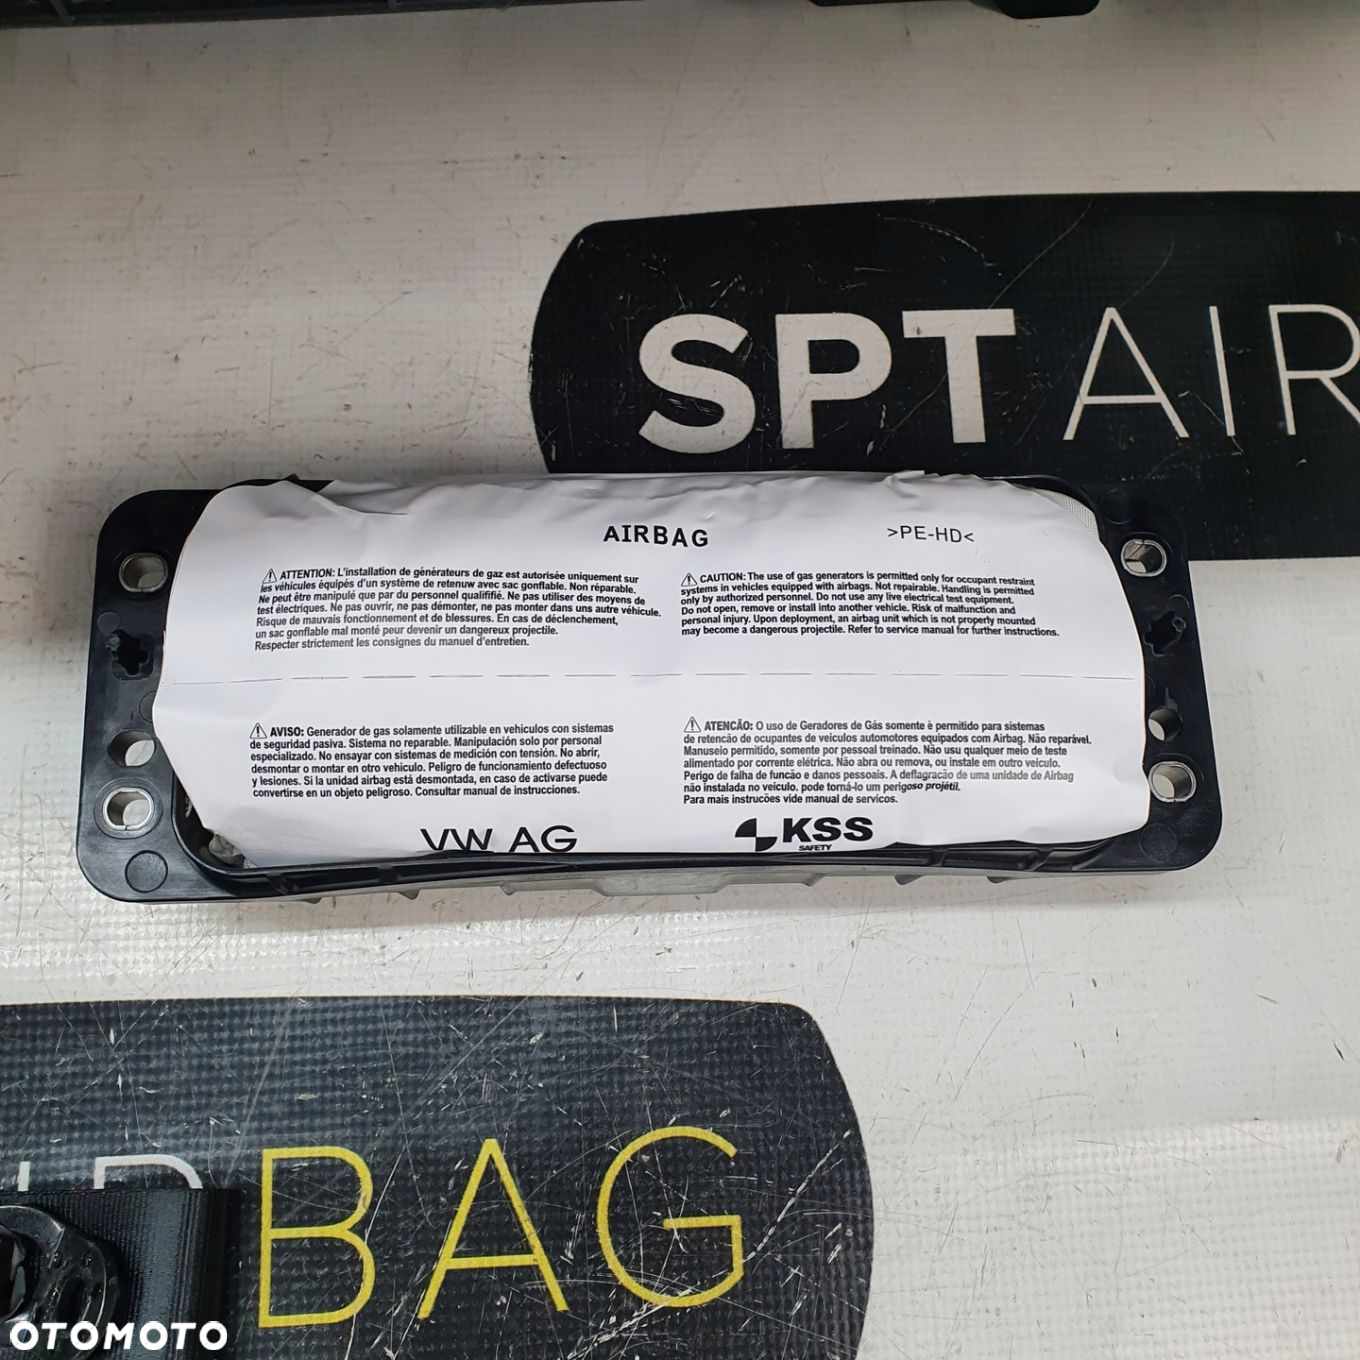 SPT AIR
AIRBAG
>PE-HD<
⚠ ATTENTION: L'installation de générateurs de gaz est autorisée uniquement sur
les véhicules équipés d'un système de retenuw avec sac gonflable. Non réparable.
Ne peut être manipulé que par du personnel qualififié. Ne pas utiliser des moyens de
test électriques. Ne pas ouvrir, ne pas démonter, ne pas monter dans uns autre véhicule.
Risque de mauvais fonctionnement et de blessures. En cas de déclenchement,
un sac gonflable mal monté peur devenir un dangereux projectile.
Respecter strictement les consignes du manuel d'entretien.
⚠ CAUTION: The use of gas generators is permitted only for occupant restraint
systems in vehicles equipped with airbags. Not repairable. Handling is permitted
only by authorized personnel. Do not use any live electrical test equipment.
Do not open, remove or install into another vehicle. Risk of malfunction and
personal injury. Upon deployment, an airbag unit which is not properly mounted
may become a dangerous projectile. Refer to service manual for further instructions.
⚠ AVISO: Generador de gas solamente utilizable en vehiculos con sistemas
de seguridad pasiva. Sistema no reparable. Manipulación solo por personal
especializado. No ensayar con sistemas de medición con tensión. No abrir,
desmontar o montar en otro vehículo. Peligro de funcionamiento defectuoso
y lesiones. Si la unidad airbag está desmontada, en caso de activarse puede
convertirse en un objeto peligroso. Consultar manual de instrucciones.
⚠ ATENCÃO: O uso de Geradores de Gás somente è permitido para sistemas
de retencão de ocupantes de veiculos automotores equipados com Airbag. Não reparável.
Manuseio permitido, somente por pessoal treinado. Não usu qualquer meio de teste
alimentado por corrente elétrica. Não abra ou remova, ou instale em outro veiculo.
Perigo de falha de funcão e danos pessoais. A deflagracão de uma unidade de Airbag
não instalada no veiculo. pode torná-lo um perigoso projétil.
Para mais instrucões vide manual de servicos.
VW AG
KSS
SAFETY
AIRBAG
OTOMOTO